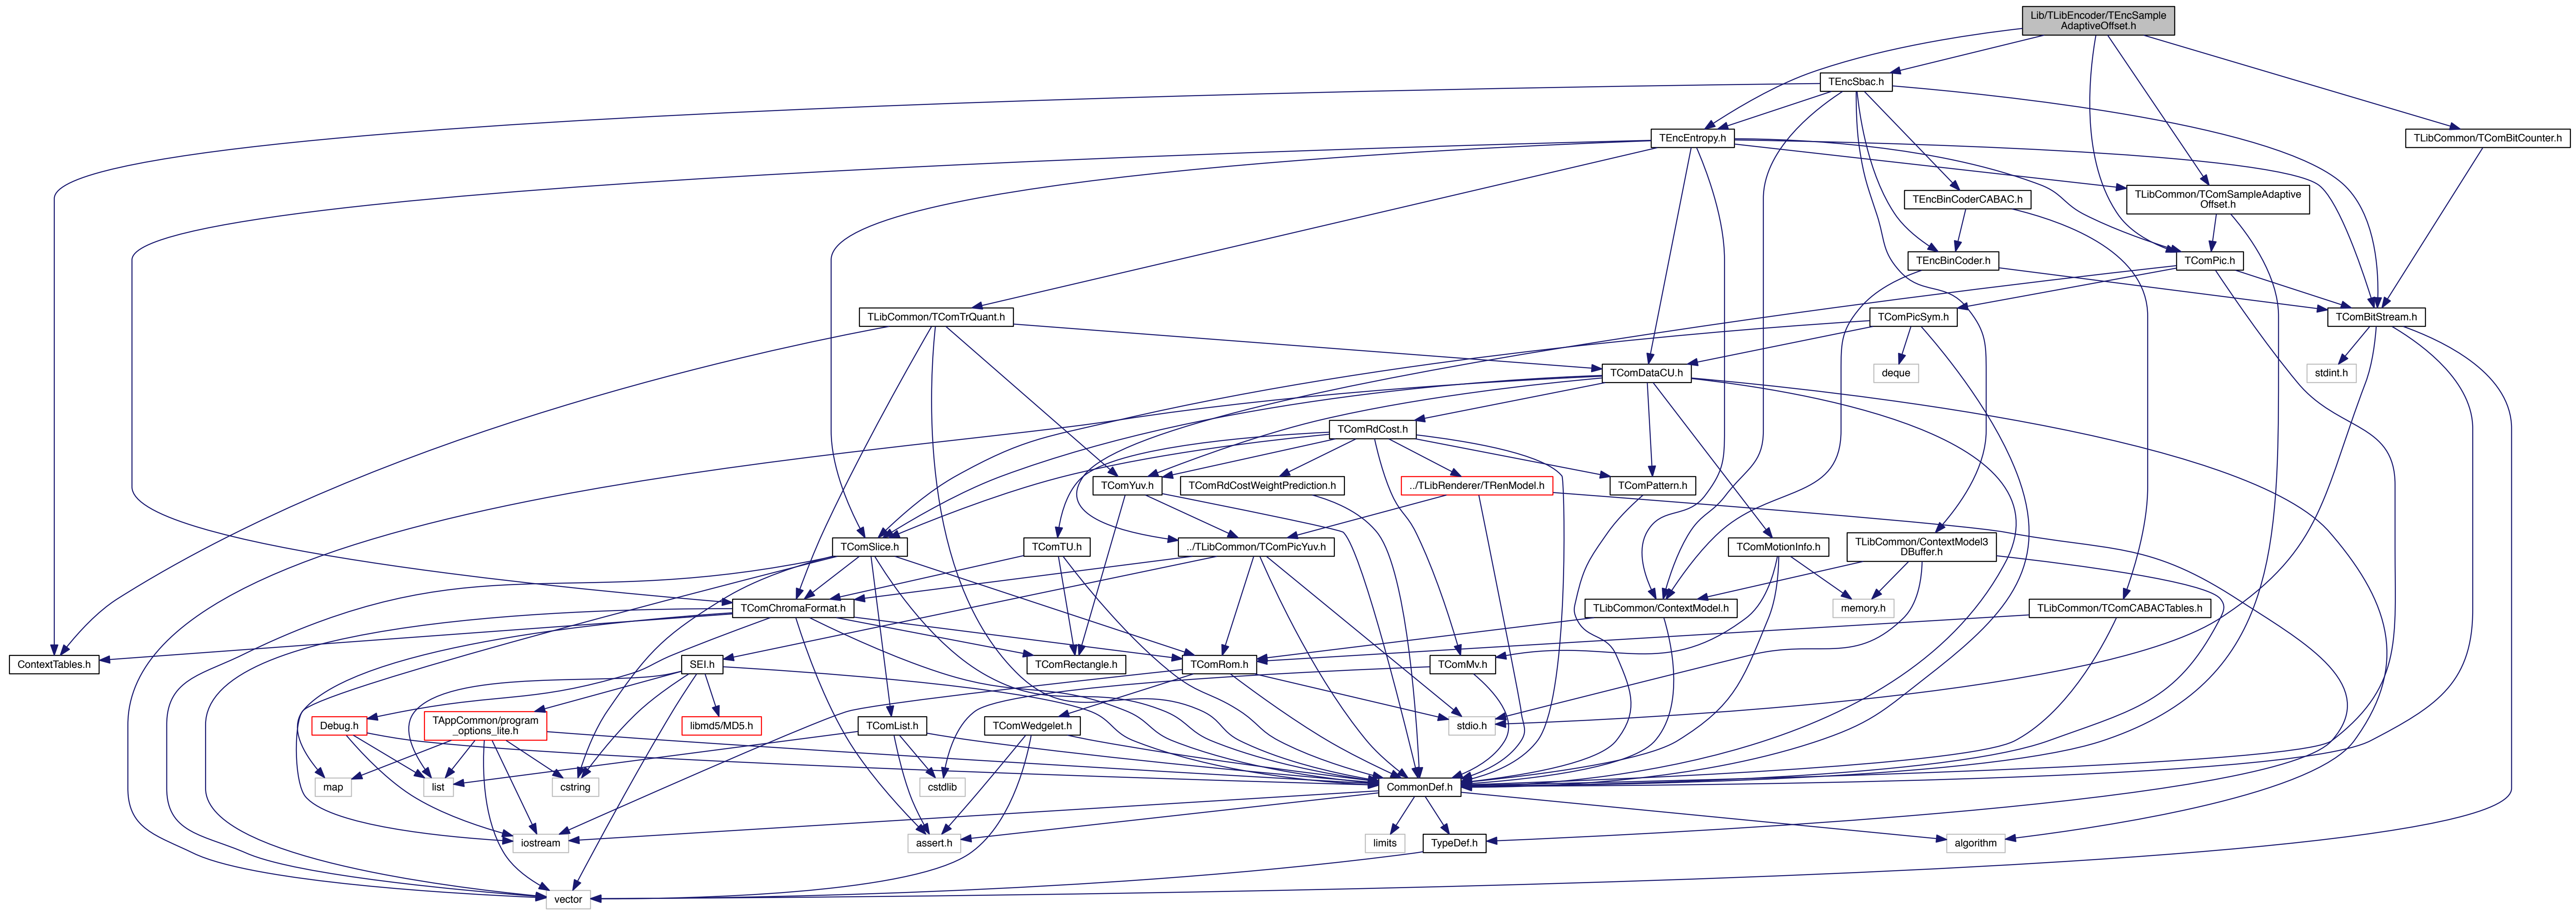 Lib/TLibEncoder/TEncSample
AdaptiveOffset.h
TEncSbac.h
TEncEntropy.h
TLibCommon/TComBitCounter.h
TEncBinCoderCABAC.h
TLibCommon/TComSampleAdaptive
Offset.h
TEncBinCoder.h
TComPic.h
TLibCommon/TComTrQuant.h
TComPicSym.h
TComBitStream.h
TComDataCU.h
deque
stdint.h
TComRdCost.h
TComYuv.h
TComRdCostWeightPrediction.h
../TLibRenderer/TRenModel.h
TComPattern.h
TComSlice.h
TComTU.h
../TLibCommon/TComPicYuv.h
TComMotionInfo.h
TLibCommon/ContextModel3
DBuffer.h
TComChromaFormat.h
TLibCommon/ContextModel.h
memory.h
TLibCommon/TComCABACTables.h
ContextTables.h
SEI.h
TComRectangle.h
TComRom.h
TComMv.h
Debug.h
TAppCommon/program
_options_lite.h
libmd5/MD5.h
TComList.h
TComWedgelet.h
stdio.h
map
list
cstring
cstdlib
CommonDef.h
iostream
assert.h
limits
TypeDef.h
algorithm
vector